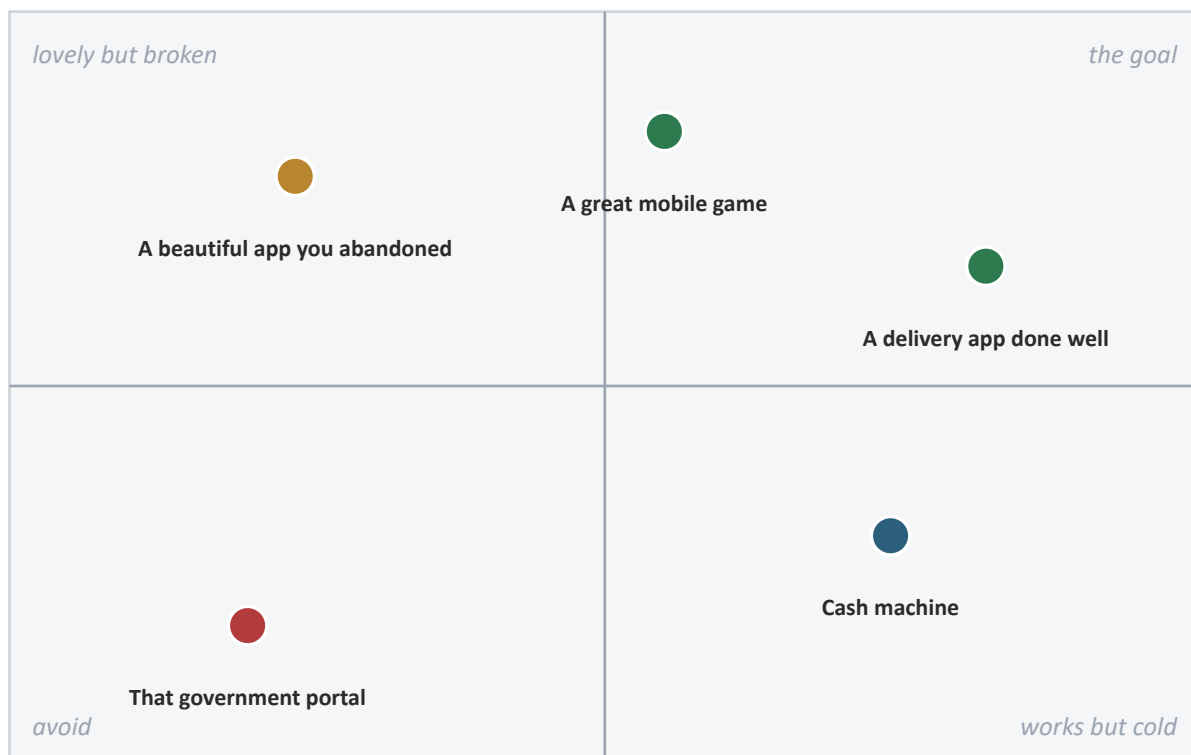 lovely but broken
the goal
A great mobile game
A beautiful app you abandoned
A delivery app done well
Cash machine
That government portal
avoid
works but cold